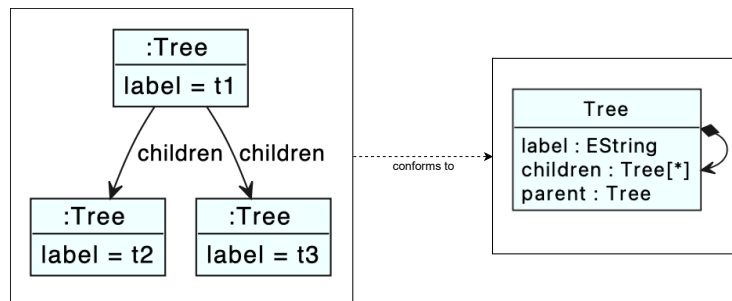 :Tree
label = t1
children
children
:Tree
label = t2
:Tree
label = t3
conforms to
Tree
label : EString
children : Tree[*]
parent : Tree